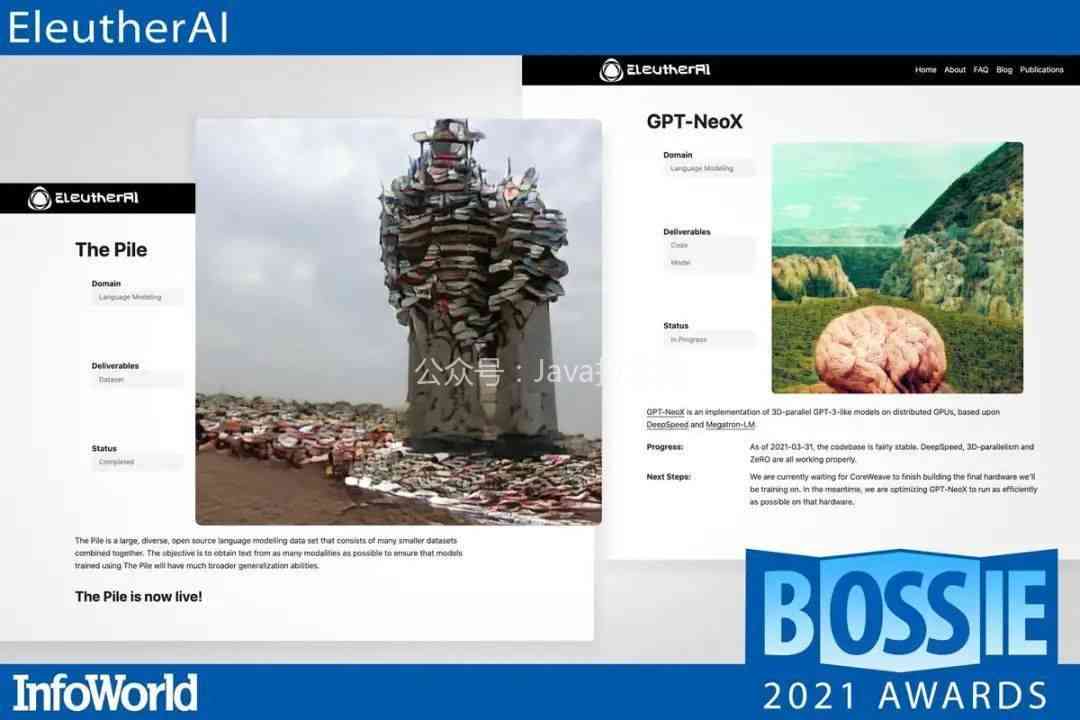 EleutherAI
EleutherAI
The Pile
Domain
Language Modeling
Deliverables
Dataset
Status
Completed
The Pile is a large, diverse, open source language modelling data set that consists of many smaller datasets
combined together. The objective is to obtain text from as many modalities as possible to ensure that models
trained using The Pile will have much broader generalization abilities.
The Pile is now live!
EleutherAI
Home About FAQ Blog Publications
GPT-NeoX
Domain
Language Modeling
Deliverables
Code
Model
Status
In Progress
GPT-NeoX is an implementation of 3D-parallel GPT-3-like models on distributed GPUs, based upon
DeepSpeed and Megatron-LM.
Progress: As of 2021-03-31, the codebase is fairly stable. DeepSpeed, 3D-parallelism and
ZeRO are all working properly.
Next Steps: We are currently waiting for CoreWeave to finish building the final hardware we'll
be training on. In the meantime, we are optimizing GPT-NeoX to run as efficiently
as possible on that hardware.
公众号：Java
BOSSIE
2021 AWARDS
InfoWorld